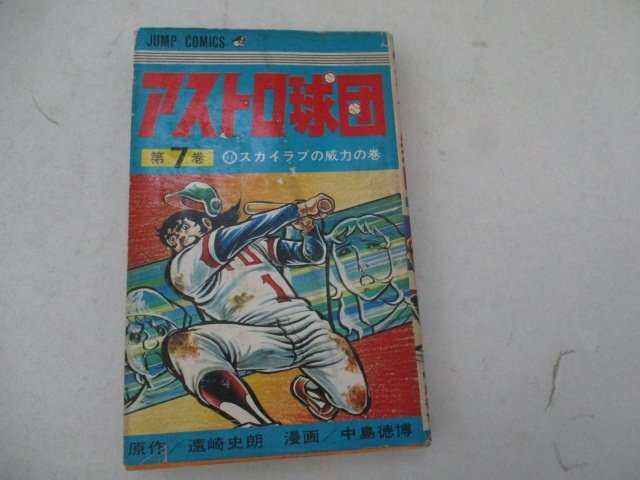 JUMP COMICS
アストロ球団
第7巻 スカイラブの威力の巻
1
原作／遠崎史朗 漫画／中島徳博